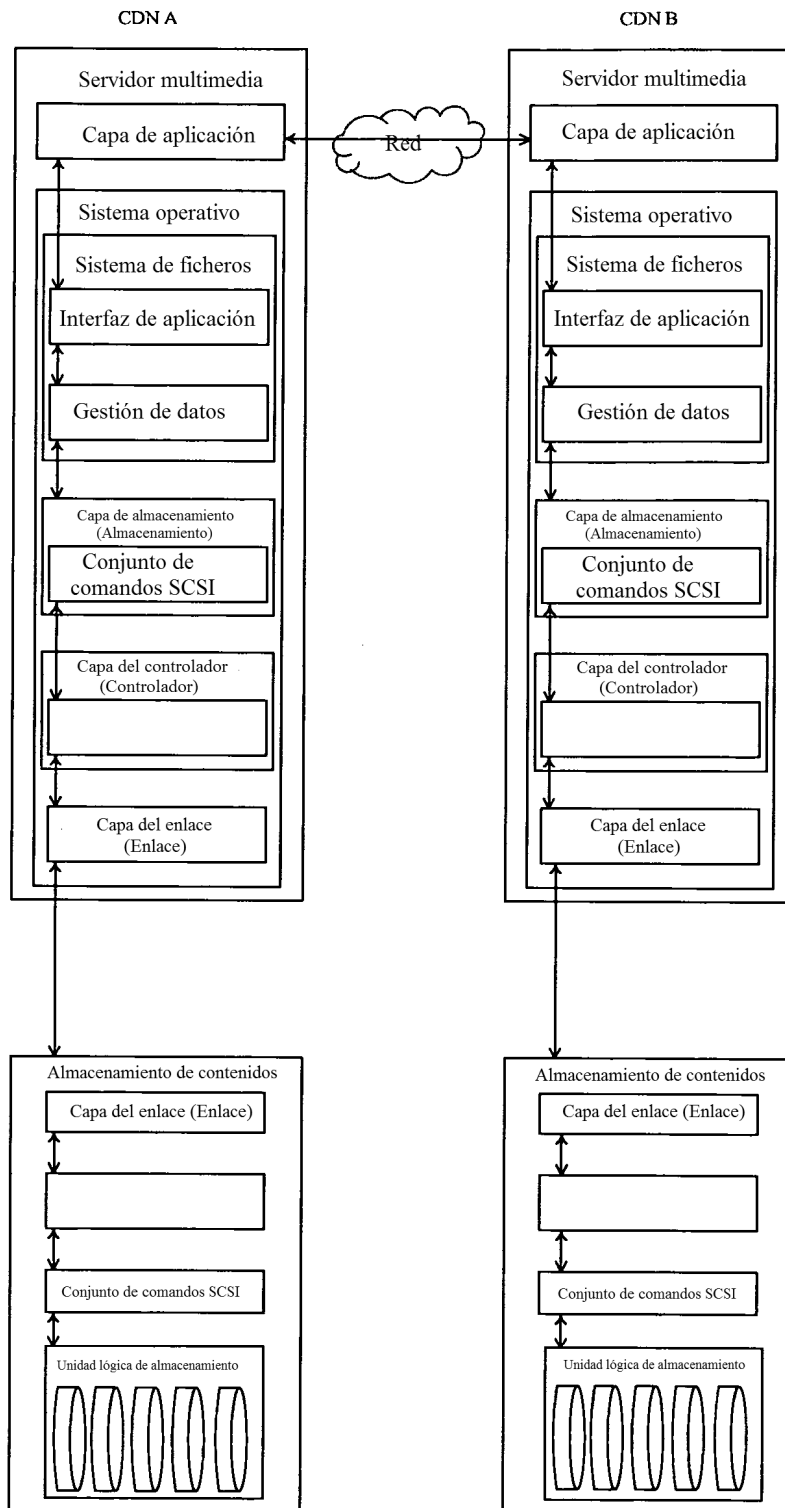 CDN A
Servidor multimedia
Capa de aplicación
Sistema operativo
Sistema de ficheros
Interfaz de aplicación
Gestión de datos
Capa de almacenamiento
(Almacenamiento)
Conjunto de
comandos SCSI
Capa del controlador
(Controlador)
Capa del enlace
(Enlace)
Almacenamiento de contenidos
Capa del enlace (Enlace)
Conjunto de comandos SCSI
Unidad lógica de almacenamiento
Red
CDN B
Servidor multimedia
Capa de aplicación
Sistema operativo
Sistema de ficheros
Interfaz de aplicación
Gestión de datos
Capa de almacenamiento
(Almacenamiento)
Conjunto de
comandos SCSI
Capa del controlador
(Controlador)
Capa del enlace
(Enlace)
Almacenamiento de contenidos
Capa del enlace (Enlace)
Conjunto de comandos SCSI
Unidad lógica de almacenamiento